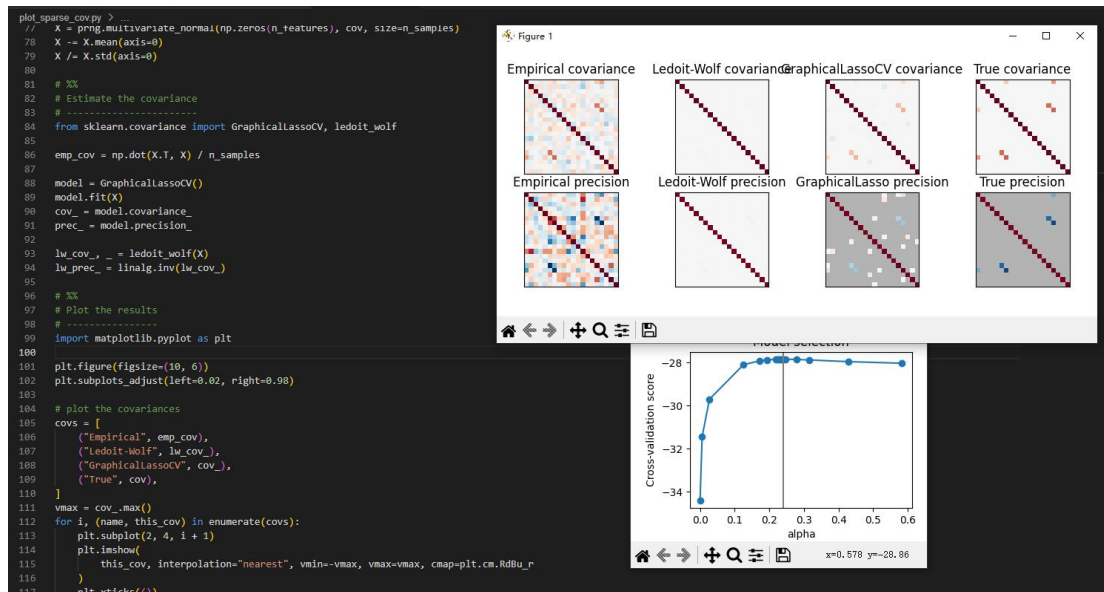 plot_sparse_cov.py > ...
77 X = prng.multivariate_normal(np.zeros(n_features), cov, size=n_samples)
78 X -= X.mean(axis=0)
79 X /= X.std(axis=0)
80
81 # %%
82 # Estimate the covariance
83 # -----------------------
84 from sklearn.covariance import GraphicalLassoCV, ledoit_wolf
85
86 emp_cov = np.dot(X.T, X) / n_samples
87
88 model = GraphicalLassoCV()
89 model.fit(X)
90 cov_ = model.covariance_
91 prec_ = model.precision_
92
93 lw_cov_, _ = ledoit_wolf(X)
94 lw_prec_ = linalg.inv(lw_cov_)
95
96 # %%
97 # Plot the results
98 # ----------------
99 import matplotlib.pyplot as plt
100
101 plt.figure(figsize=(10, 6))
102 plt.subplots_adjust(left=0.02, right=0.98)
103
104 # plot the covariances
105 covs = [
106 ("Empirical", emp_cov),
107 ("Ledoit-Wolf", lw_cov_),
108 ("GraphicalLassoCV", cov_),
109 ("True", cov),
110 ]
111 vmax = cov_.max()
112 for i, (name, this_cov) in enumerate(covs):
113 plt.subplot(2, 4, i + 1)
114 plt.imshow(
115 this_cov, interpolation="nearest", vmin=-vmax, vmax=vmax, cmap=plt.cm.RdBu_r
116 )
117 plt.xticks(())
Figure 1
Empirical covariance
Ledoit-Wolf covariance
GraphicalLassoCV covariance
True covariance
Empirical precision
Ledoit-Wolf precision
GraphicalLasso precision
True precision
Model selection
Cross-validation score
−28
−30
−32
−34
0.0 0.1 0.2 0.3 0.4 0.5 0.6
alpha
x=0.578 y=-28.86